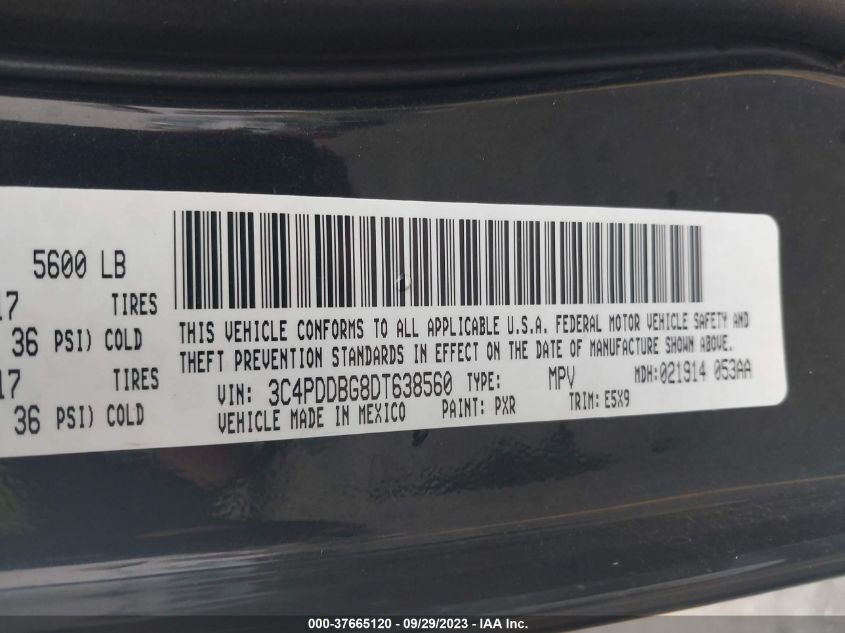 5600 LB
17 TIRES
36 PSI) COLD
17 TIRES
36 PSI) COLD
THIS VEHICLE CONFORMS TO ALL APPLICABLE U.S.A. FEDERAL MOTOR VEHICLE SAFETY AND
THEFT PREVENTION STANDARDS IN EFFECT ON THE DATE OF MANUFACTURE SHOWN ABOVE.
VIN: 3C4PDDBG8DT638560 TYPE: MPV MDH:021914 053AA
VEHICLE MADE IN MEXICO PAINT: PXR TRIM: E5X9
000-37665120 - 09/29/2023 - IAA Inc.